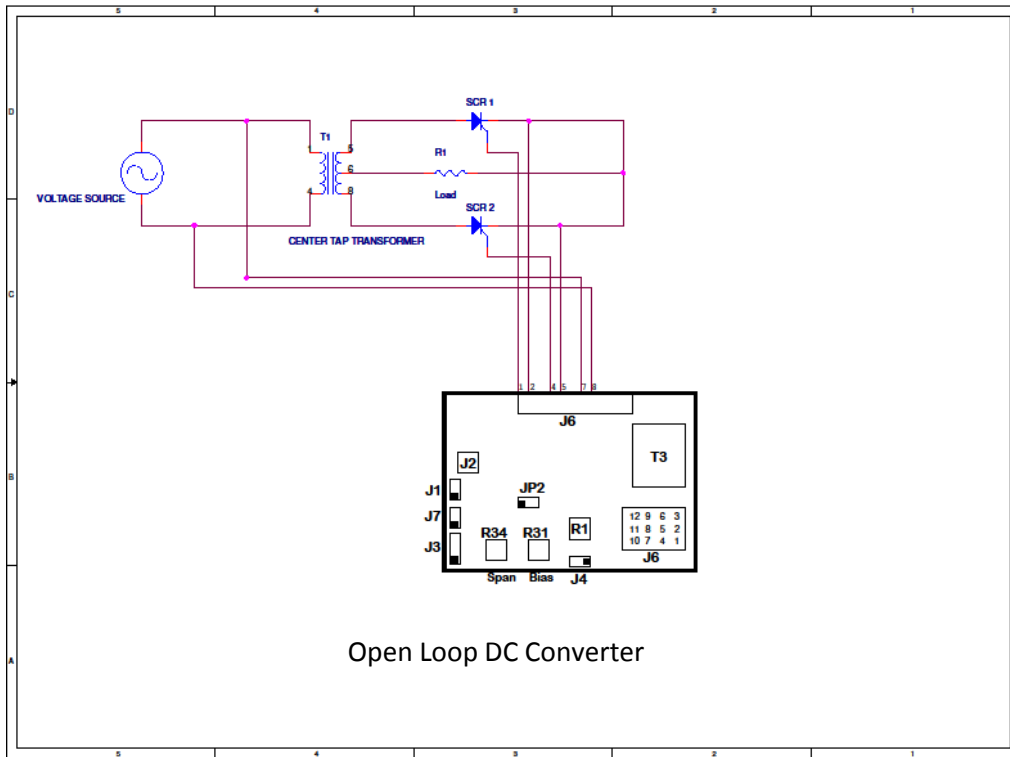 5 4 3 2 1
D
SCR 1
T1
1 5
R1
6
4 8
Load
VOLTAGE SOURCE
SCR 2
CENTER TAP TRANSFORMER
C
1 2 4 5 7 8
J6
T3
B
J2
J1
JP2
J7
12 9 6 3
R34 R31 R1
11 8 5 2
J3
10 7 4 1
J6
Span Bias J4
Open Loop DC Converter
A
5 4 3 2 1